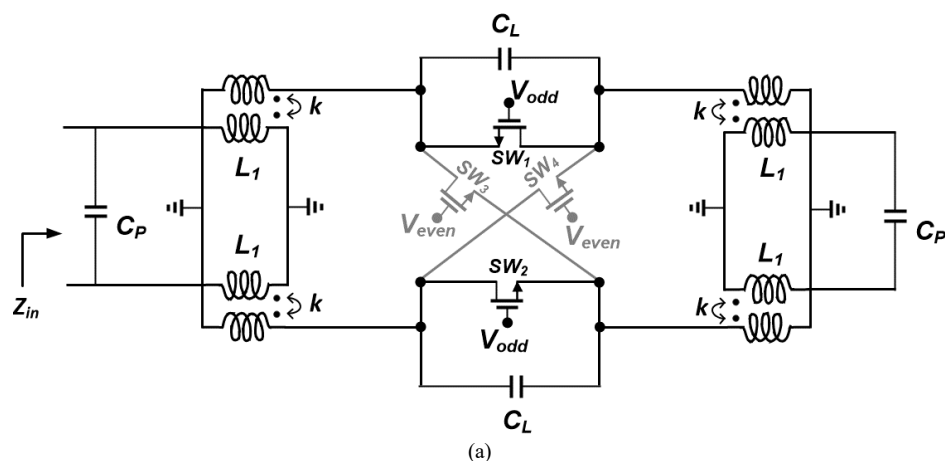 C_L
V_odd
k
k
SW_1
L_1
SW_3
SW_4
L_1
C_P
V_even
V_even
C_P
L_1
SW_2
L_1
Z_in
k
V_odd
k
C_L
(a)